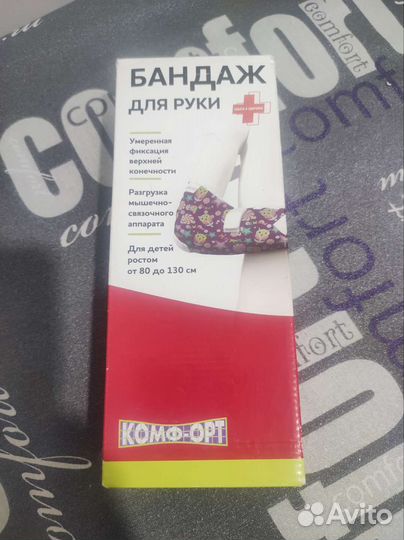 БАНДАЖ
ДЛЯ РУКИ
Умеренная
фиксация
верхней
конечности
Разгрузка
мышечно-
связочного
аппарата
Для детей
ростом
от 80 до 130 см
КОМФ-ОРТ
comfort
comfort
comfort
comfort
Avito